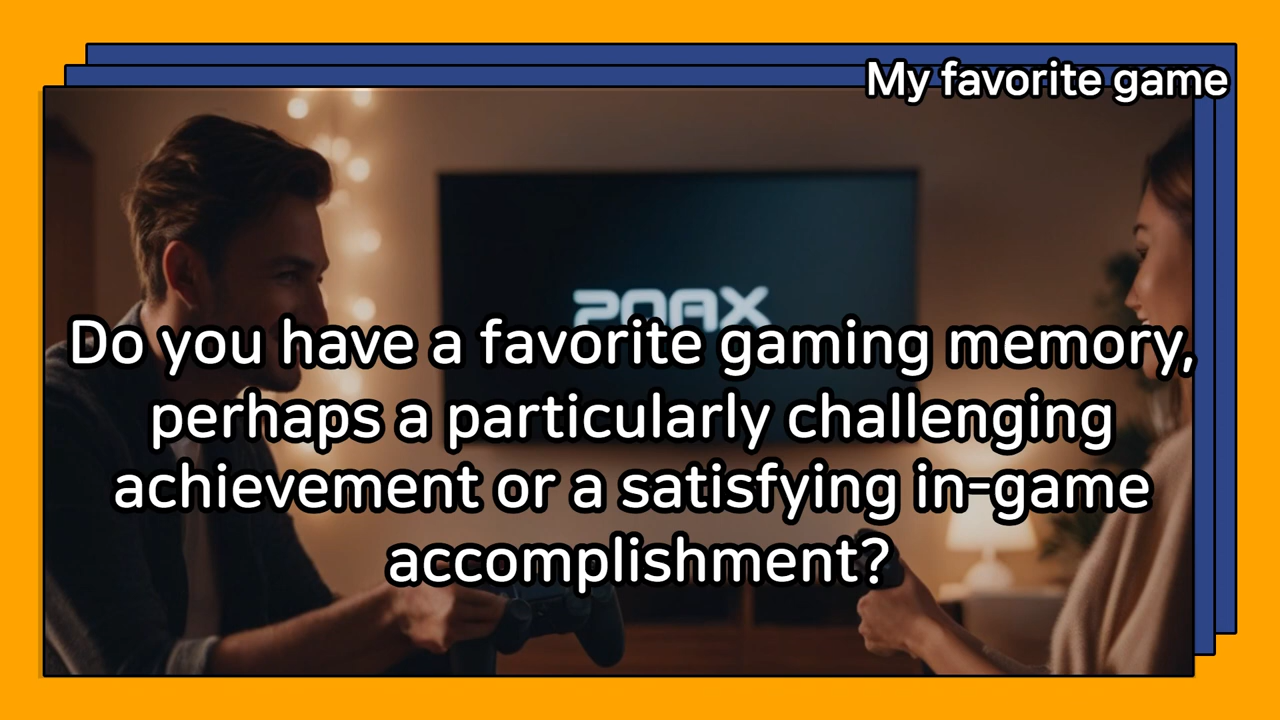 My favorite game
Do you have a favorite gaming memory,
perhaps a particularly challenging
achievement or a satisfying in-game
accomplishment?